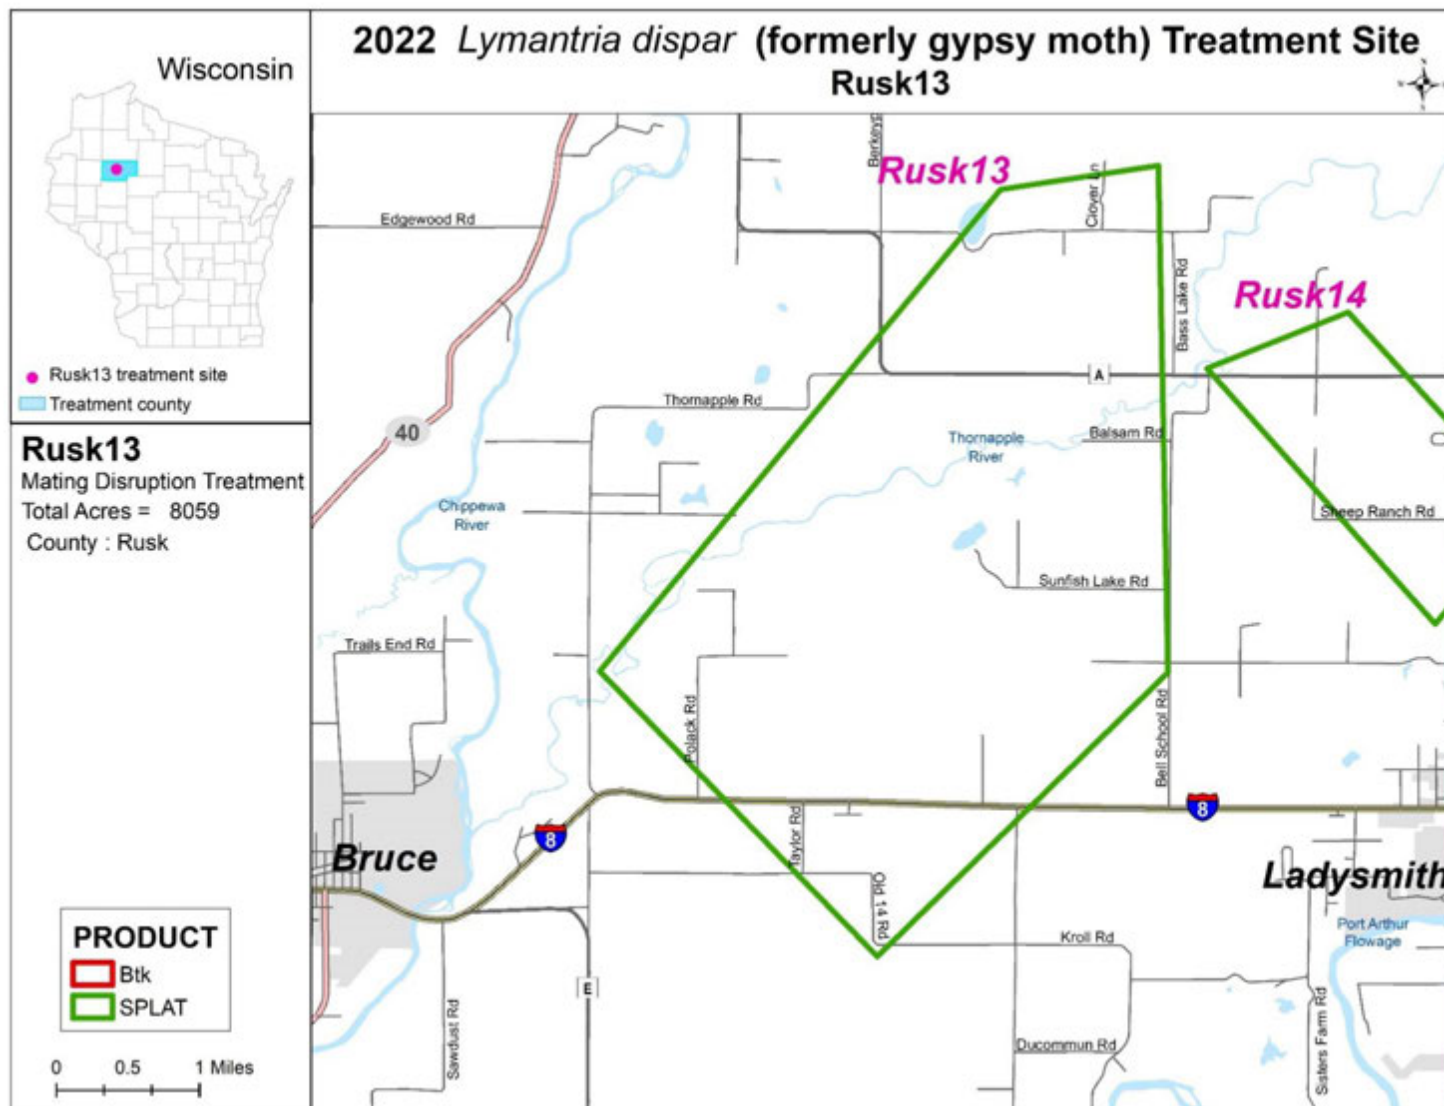 2022 Lymantria dispar (formerly gypsy moth) Treatment Site
Rusk13
Wisconsin
Rusk13 treatment site
Treatment county
Rusk13
Mating Disruption Treatment
Total Acres = 8059
County : Rusk
PRODUCT
Btk
SPLAT
0 0.5 1 Miles
N
Berkey
Rusk13
Clover Ln
Edgewood Rd
Bass Lake Rd
Rusk14
A
Thornapple Rd
40
Thornapple
River
Balsam Rd
Chippewa
River
Sheep Ranch Rd
Sunfish Lake Rd
Trails End Rd
Polack Rd
Bell School Rd
8
8
Taylor Rd
Bruce
Ladysmith
Old 14 Rd
Kroll Rd
Port Arthur
Flowage
E
Sawdust Rd
Ducommun Rd
Sisters Farm Rd